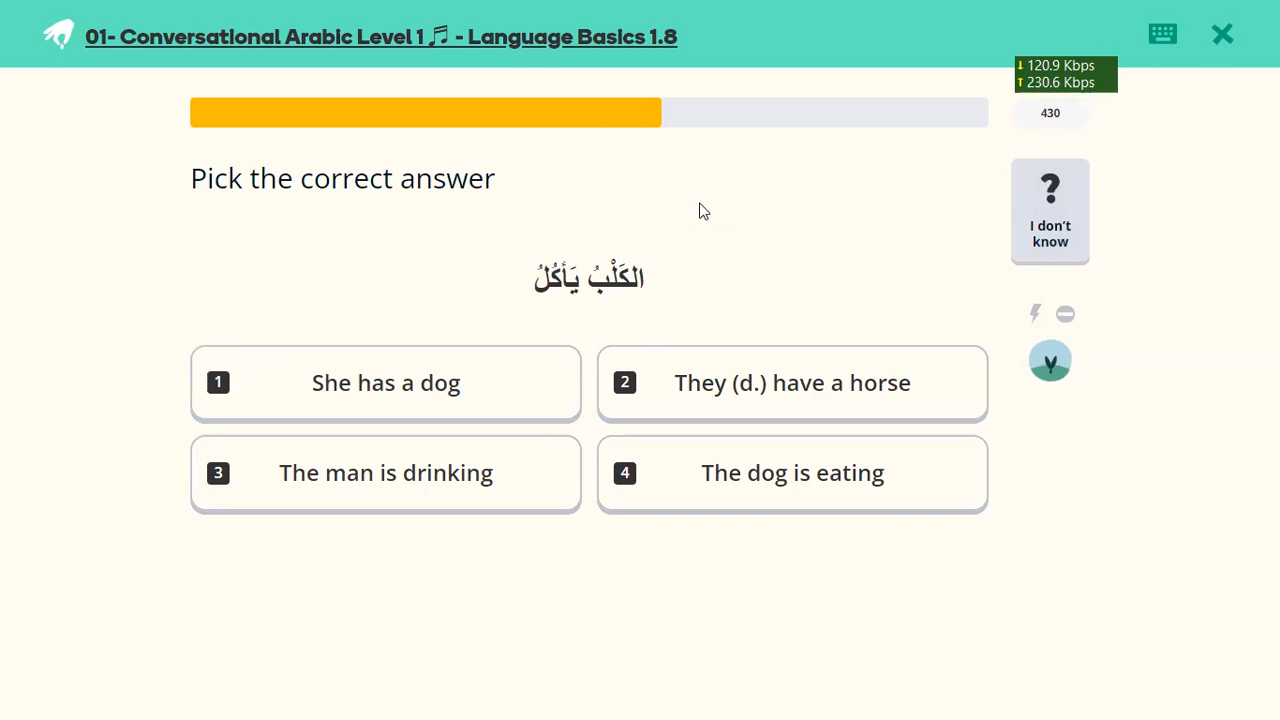 01- Conversational Arabic Level 1 🎵 - Language Basics 1.8
↓ 120.9 Kbps
↑ 230.6 Kbps
430
Pick the correct answer
?
I don't
know
الكَلْبُ يَأكُلُ
1 She has a dog
2 They (d.) have a horse
3 The man is drinking
4 The dog is eating